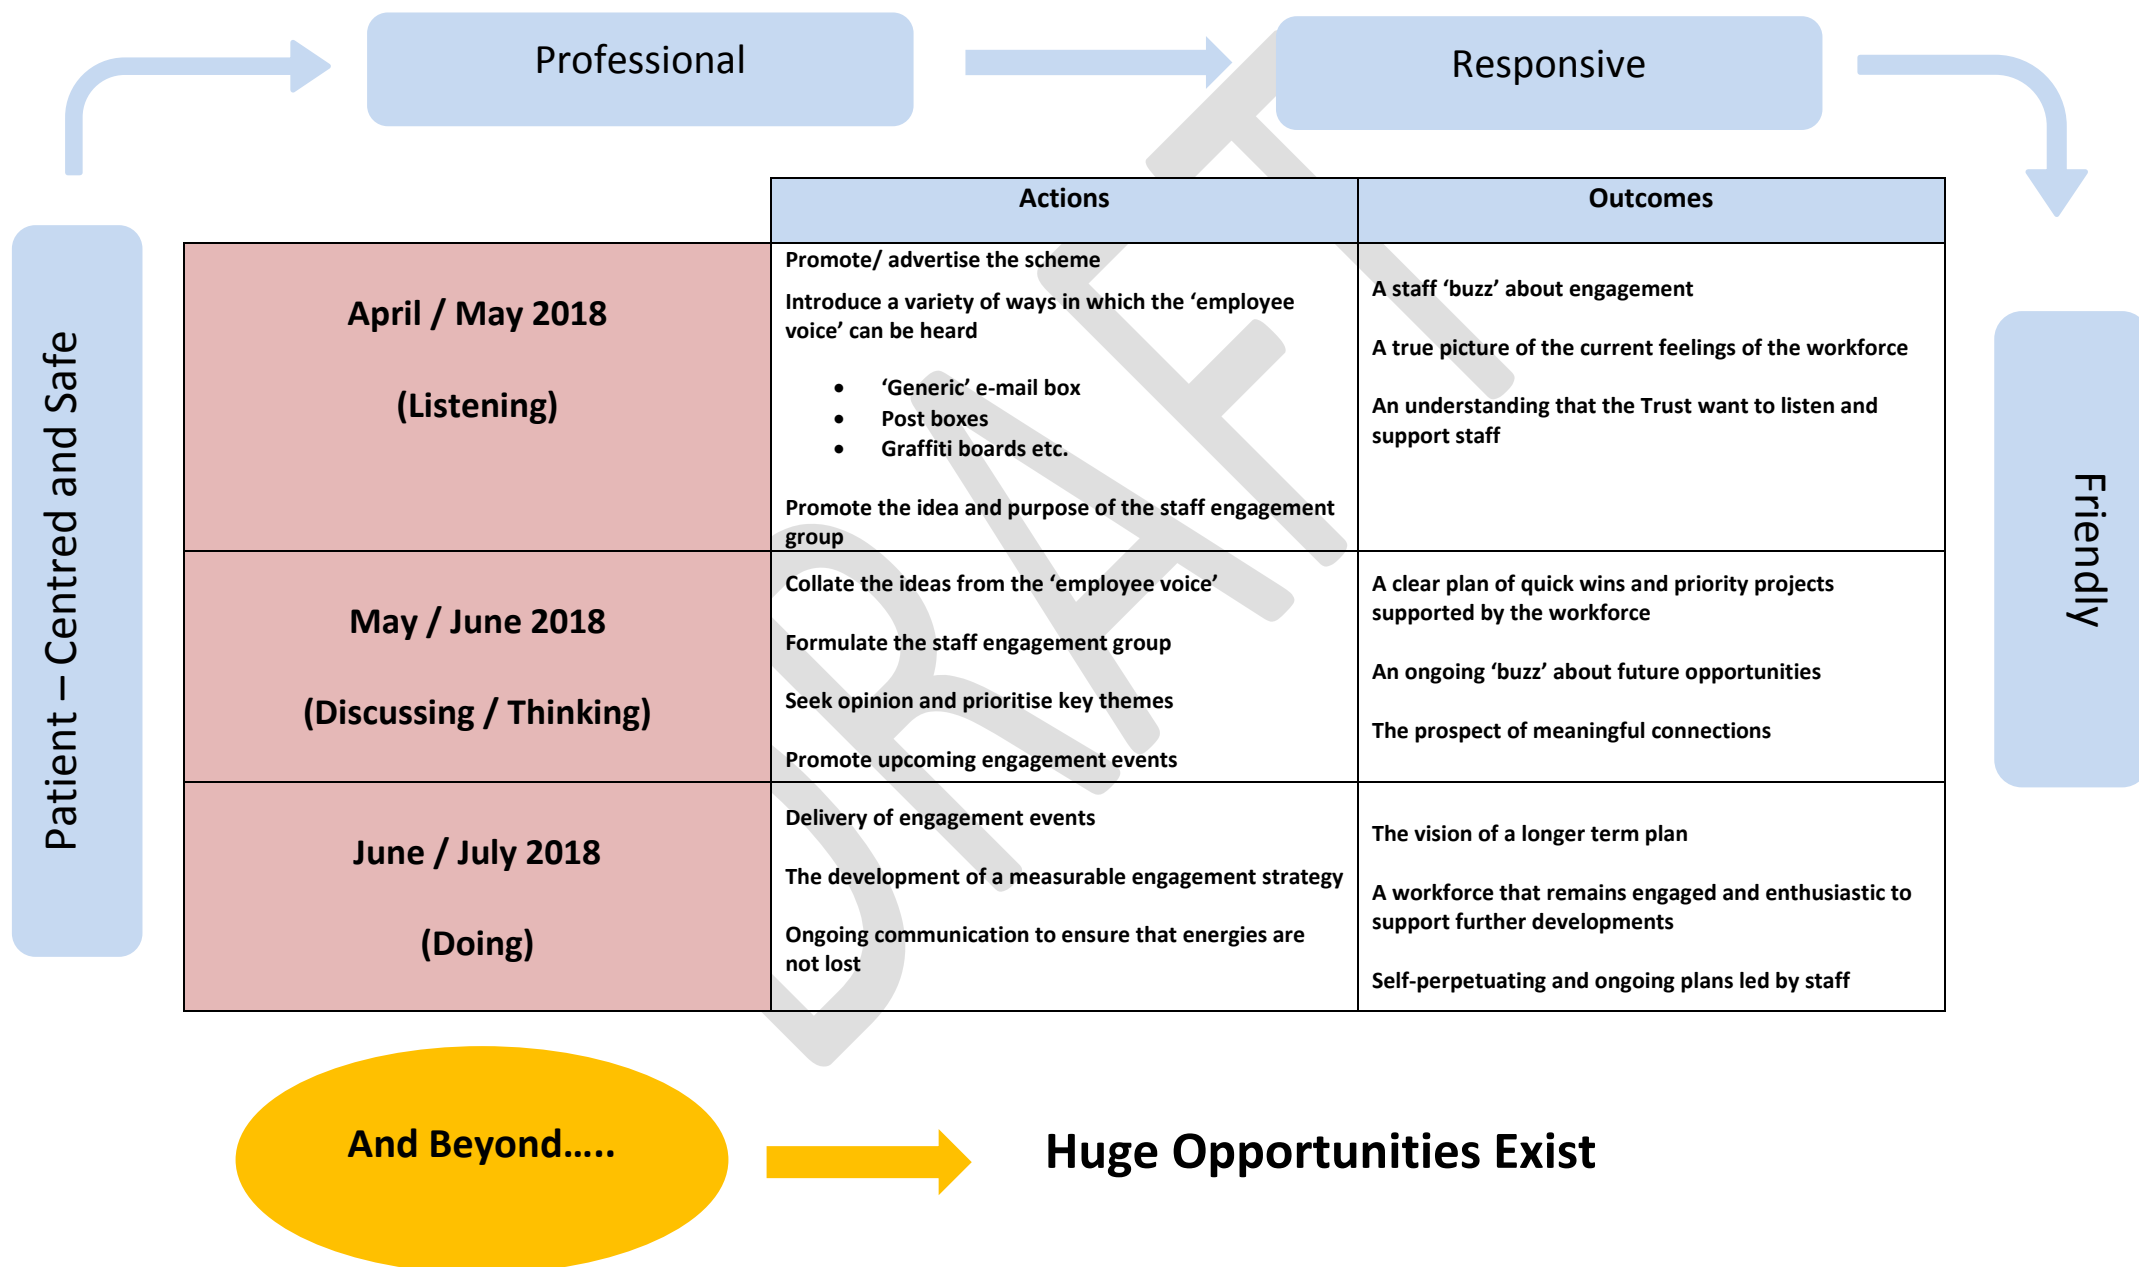 Professional
Responsive
Patient – Centred and Safe
Friendly
DRAFT
Actions
Outcomes
April / May 2018
(Listening)
Promote/ advertise the scheme
Introduce a variety of ways in which the ‘employee
voice’ can be heard
• ‘Generic’ e-mail box
• Post boxes
• Graffiti boards etc.
Promote the idea and purpose of the staff engagement
group
A staff ‘buzz’ about engagement
A true picture of the current feelings of the workforce
An understanding that the Trust want to listen and
support staff
May / June 2018
(Discussing / Thinking)
Collate the ideas from the ‘employee voice’
Formulate the staff engagement group
Seek opinion and prioritise key themes
Promote upcoming engagement events
A clear plan of quick wins and priority projects
supported by the workforce
An ongoing ‘buzz’ about future opportunities
The prospect of meaningful connections
June / July 2018
(Doing)
Delivery of engagement events
The development of a measurable engagement strategy
Ongoing communication to ensure that energies are
not lost
The vision of a longer term plan
A workforce that remains engaged and enthusiastic to
support further developments
Self-perpetuating and ongoing plans led by staff
And Beyond…..
Huge Opportunities Exist